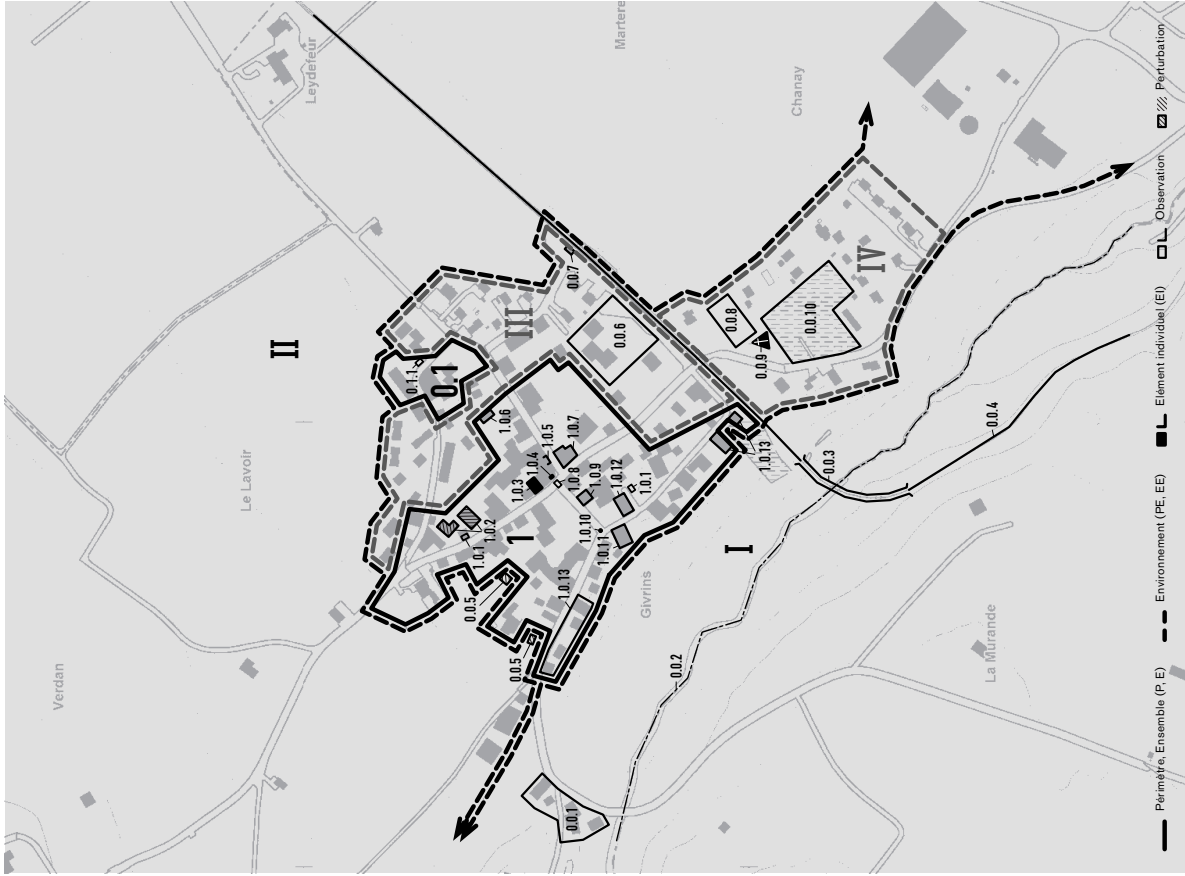 Verdan
Le Lavoir
II
Leydefeur
0.1.1
0.1
0.0.5
1.0.1
1.0.2
1.0.6
0.0.5
1
1.0.3
III
1.0.4
1.0.5
1.0.13
0.0.1
1.0.8
1.0.7
0.0.7
1.0.10
1.0.9
1.0.11
1.0.12
0.0.6
Martere
Givrins
1.0.1
0.0.2
0.0.8
I
0.0.9
1.0.13
Chanay
0.0.10
0.0.3
IV
La Murande
0.0.4
Périmètre, Ensemble (P, E) Environnement (PE, EE) Elément individuel (EI) Observation Perturbation